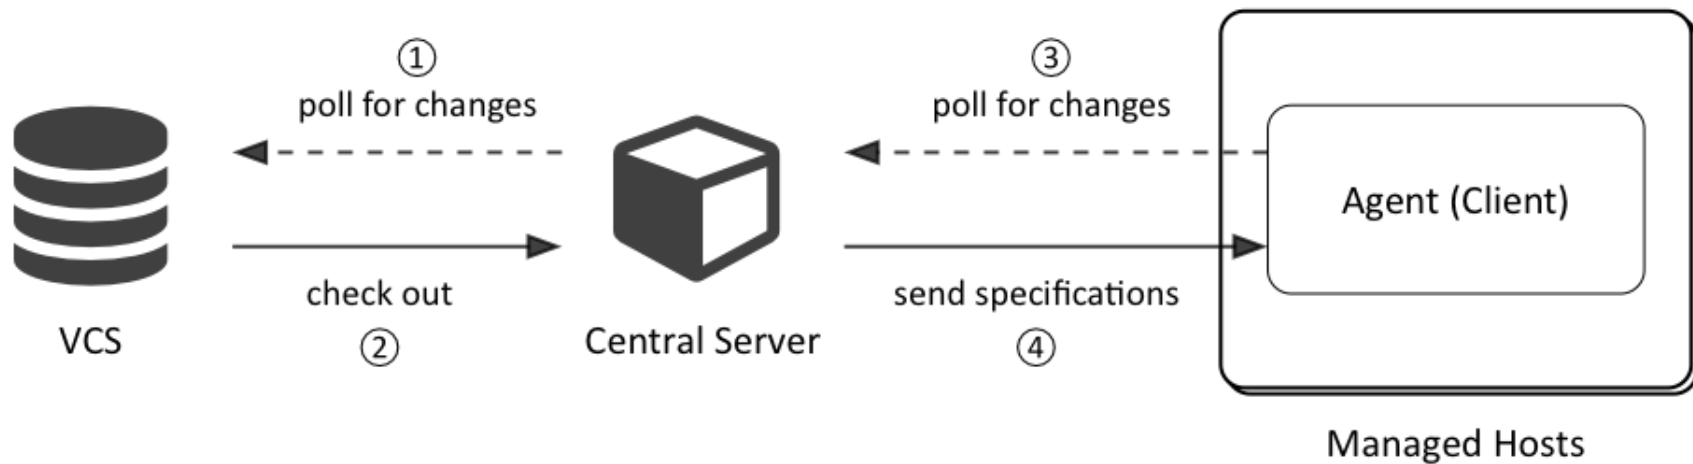 ①
poll for changes
check out
②
VCS
Central Server
③
poll for changes
send specifications
④
Agent (Client)
Managed Hosts